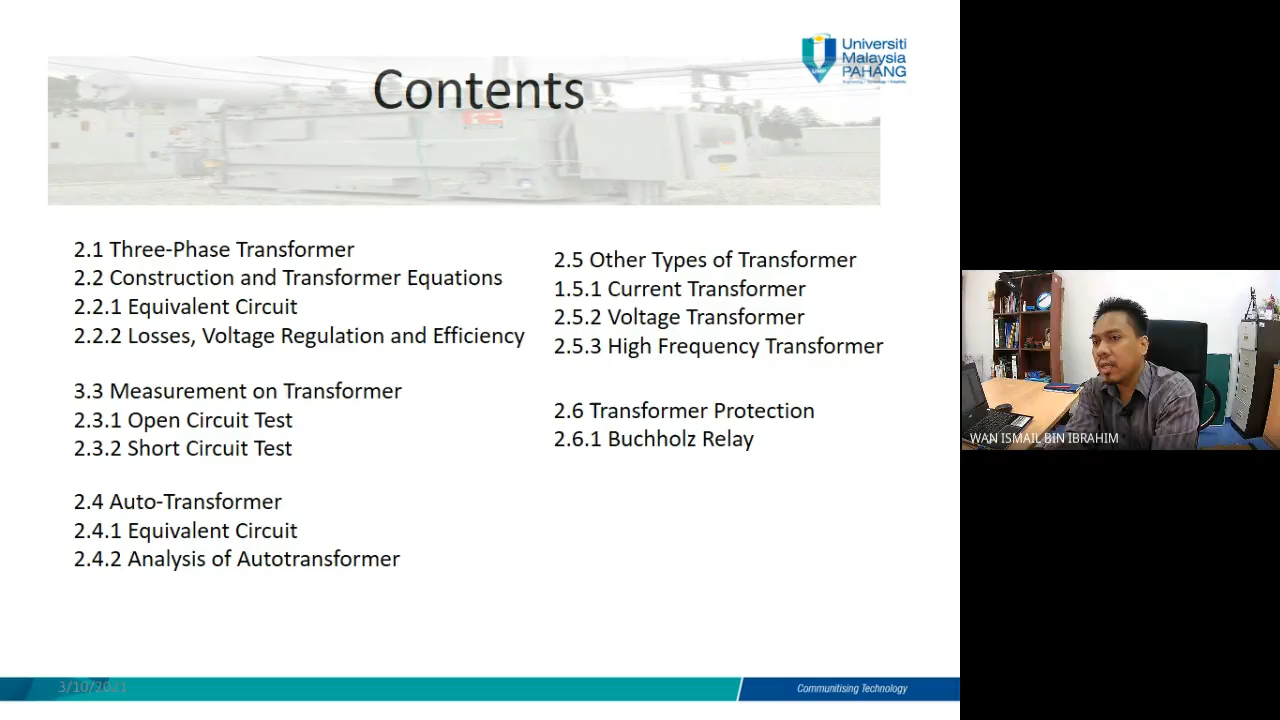 Universiti
Malaysia
PAHANG
Contents
2.1 Three-Phase Transformer
2.2 Construction and Transformer Equations
2.2.1 Equivalent Circuit
2.2.2 Losses, Voltage Regulation and Efficiency
3.3 Measurement on Transformer
2.3.1 Open Circuit Test
2.3.2 Short Circuit Test
2.4 Auto-Transformer
2.4.1 Equivalent Circuit
2.4.2 Analysis of Autotransformer
2.5 Other Types of Transformer
1.5.1 Current Transformer
2.5.2 Voltage Transformer
2.5.3 High Frequency Transformer
2.6 Transformer Protection
2.6.1 Buchholz Relay
WAN ISMAIL BIN IBRAHIM
3/10/2021
Communitising Technology